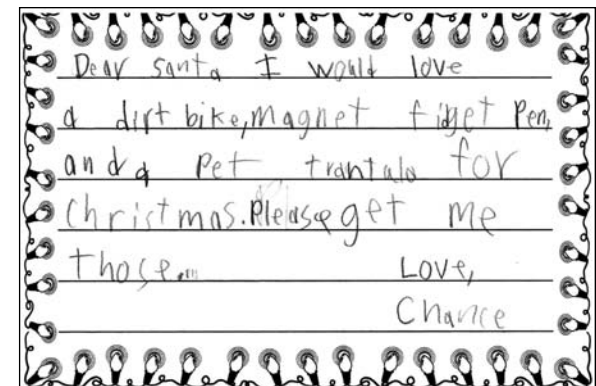 Dear santa I would love
a dirt bike, magnet fidget Pen,
and a Pet trantala for
Christmas. Please get me
those...
Love,
Chance